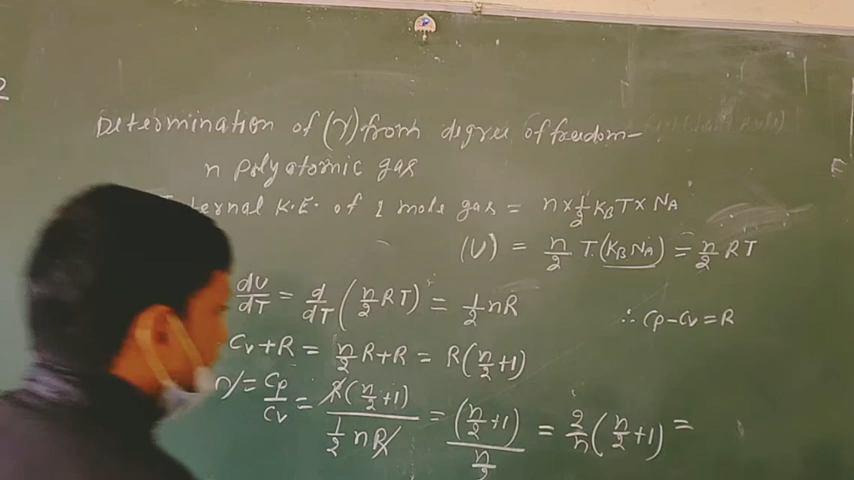 Determination of (γ) from degree of freedom-
n polyatomic gas
K.E. of 1 mole gas = n × 1/2 K_B T × N_A
(U) = n/2 T. (K_B N_A) = n/2 RT
dU/dT = d/dT (n/2 RT) = 1/2 nR
∴ Cp - Cv = R
Cv + R = n/2 R + R = R(n/2 + 1)
γ = Cp/Cv = R(n/2 + 1) / 1/2 nR = (n/2 + 1) / n/2 = 2/n (n/2 + 1) =